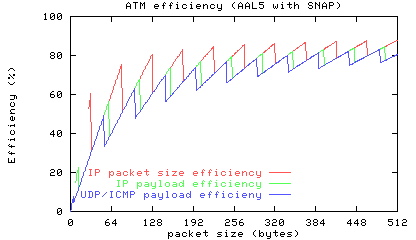 ATM efficiency (AAL5 with SNAP)
100
80
60
40
20
0
Efficiency (%)
IP packet size efficiency
IP payload efficiency
UDP/ICMP payload efficieny
0 64 128 192 256 320 384 448 512
packet size (bytes)